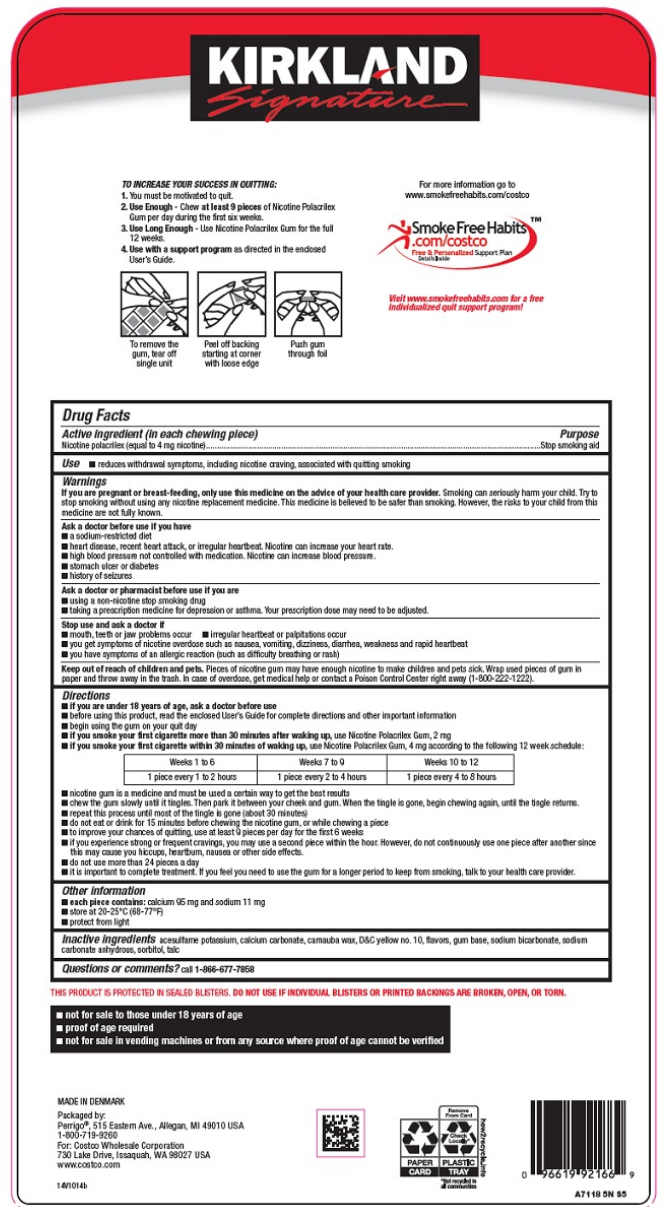 KIRKLAND
Signature
TO INCREASE YOUR SUCCESS IN QUITTING:
1. You must be motivated to quit.
2. Use Enough - Chew at least 9 pieces of Nicotine Polacrilex
Gum per day during the first six weeks.
3. Use Long Enough - Use Nicotine Polacrilex Gum for the full
12 weeks.
4. Use with a support program as directed in the enclosed
User's Guide.
To remove the
gum, tear off
single unit
Peel off backing
starting at corner
with loose edge
Push gum
through foil
For more information go to
www.smokefreehabits.com/costco
Smoke Free Habits™
.com/costco
Free & Personalized Support Plan
Details Inside
Visit www.smokefreehabits.com for a free
individualized quit support program!
Drug Facts
Active ingredient (in each chewing piece) Purpose
Nicotine polacrilex (equal to 4 mg nicotine)...Stop smoking aid
Use ■ reduces withdrawal symptoms, including nicotine craving, associated with quitting smoking
Warnings
If you are pregnant or breast-feeding, only use this medicine on the advice of your health care provider. Smoking can seriously harm your child. Try to
stop smoking without using any nicotine replacement medicine. This medicine is believed to be safer than smoking. However, the risks to your child from this
medicine are not fully known.
Ask a doctor before use if you have
■ a sodium-restricted diet
■ heart disease, recent heart attack, or irregular heartbeat. Nicotine can increase your heart rate.
■ high blood pressure not controlled with medication. Nicotine can increase blood pressure.
■ stomach ulcer or diabetes
■ history of seizures
Ask a doctor or pharmacist before use if you are
■ using a non-nicotine stop smoking drug
■ taking a prescription medicine for depression or asthma. Your prescription dose may need to be adjusted.
Stop use and ask a doctor if
■ mouth, teeth or jaw problems occur ■ irregular heartbeat or palpitations occur
■ you get symptoms of nicotine overdose such as nausea, vomiting, dizziness, diarrhea, weakness and rapid heartbeat
■ you have symptoms of an allergic reaction (such as difficulty breathing or rash)
Keep out of reach of children and pets. Pieces of nicotine gum may have enough nicotine to make children and pets sick. Wrap used pieces of gum in
paper and throw away in the trash. In case of overdose, get medical help or contact a Poison Control Center right away (1-800-222-1222).
Directions
■ if you are under 18 years of age, ask a doctor before use
■ before using this product, read the enclosed User's Guide for complete directions and other important information
■ begin using the gum on your quit day
■ if you smoke your first cigarette more than 30 minutes after waking up, use Nicotine Polacrilex Gum, 2 mg
■ if you smoke your first cigarette within 30 minutes of waking up, use Nicotine Polacrilex Gum, 4 mg according to the following 12 week schedule:
Weeks 1 to 6 Weeks 7 to 9 Weeks 10 to 12
1 piece every 1 to 2 hours 1 piece every 2 to 4 hours 1 piece every 4 to 8 hours
■ nicotine gum is a medicine and must be used a certain way to get the best results
■ chew the gum slowly until it tingles. Then park it between your cheek and gum. When the tingle is gone, begin chewing again, until the tingle returns.
■ repeat this process until most of the tingle is gone (about 30 minutes)
■ do not eat or drink for 15 minutes before chewing the nicotine gum, or while chewing a piece
■ to improve your chances of quitting, use at least 9 pieces per day for the first 6 weeks
■ if you experience strong or frequent cravings, you may use a second piece within the hour. However, do not continuously use one piece after another since
this may cause you hiccups, heartburn, nausea or other side effects.
■ do not use more than 24 pieces a day
■ it is important to complete treatment. If you feel you need to use the gum for a longer period to keep from smoking, talk to your health care provider.
Other information
■ each piece contains: calcium 95 mg and sodium 11 mg
■ store at 20-25°C (68-77°F)
■ protect from light
Inactive ingredients acesulfame potassium, calcium carbonate, carnauba wax, D&C yellow no. 10, flavors, gum base, sodium bicarbonate, sodium
carbonate anhydrous, sorbitol, talc
Questions or comments? call 1-866-677-7858
THIS PRODUCT IS PROTECTED IN SEALED BLISTERS. DO NOT USE IF INDIVIDUAL BLISTERS OR PRINTED BACKINGS ARE BROKEN, OPEN, OR TORN.
■ not for sale to those under 18 years of age
■ proof of age required
■ not for sale in vending machines or from any source where proof of age cannot be verified
MADE IN DENMARK
Packaged by:
Perrigo®, 515 Eastern Ave., Allegan, MI 49010 USA
1-800-719-9260
For: Costco Wholesale Corporation
730 Lake Drive, Issaquah, WA 98027 USA
www.costco.com
14V1014b
Remove
From Card
Check
Locally*
PAPER
CARD
PLASTIC
TRAY
*Not recycled in
all communities
how2recycle.info
0 96619 92166 9
A7118 5N S5